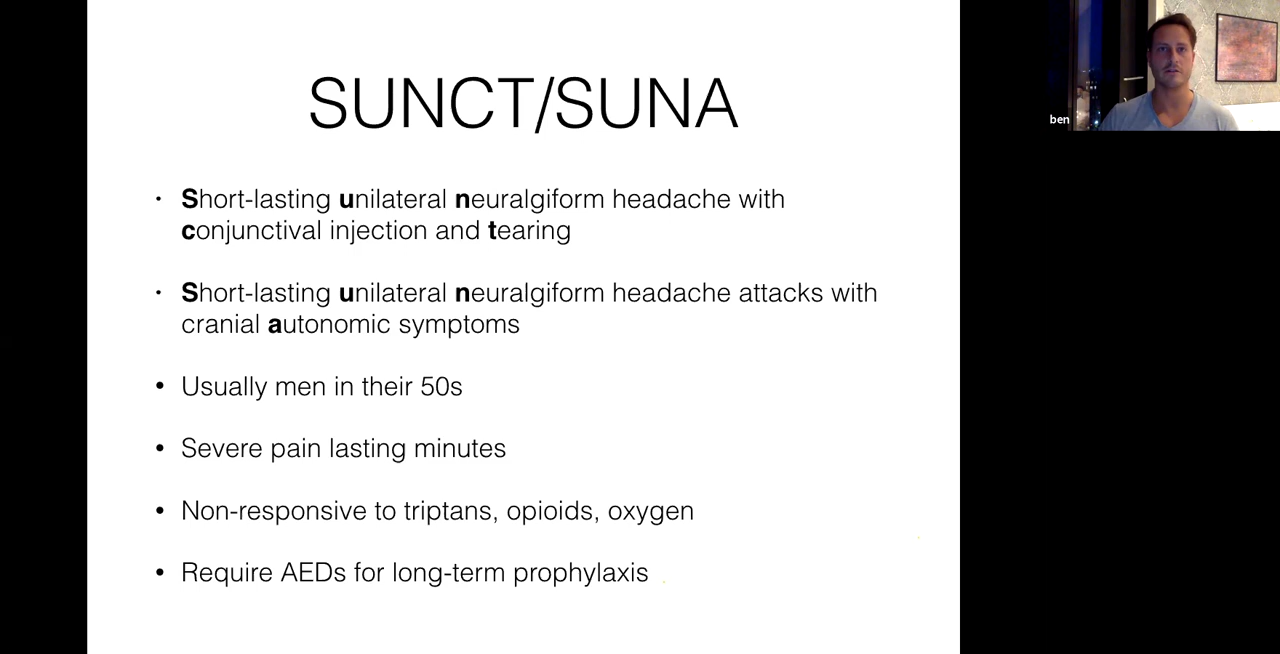 SUNCT/SUNA
• Short-lasting unilateral neuralgiform headache with
conjunctival injection and tearing
• Short-lasting unilateral neuralgiform headache attacks with
cranial autonomic symptoms
• Usually men in their 50s
• Severe pain lasting minutes
• Non-responsive to triptans, opioids, oxygen
• Require AEDs for long-term prophylaxis
ben